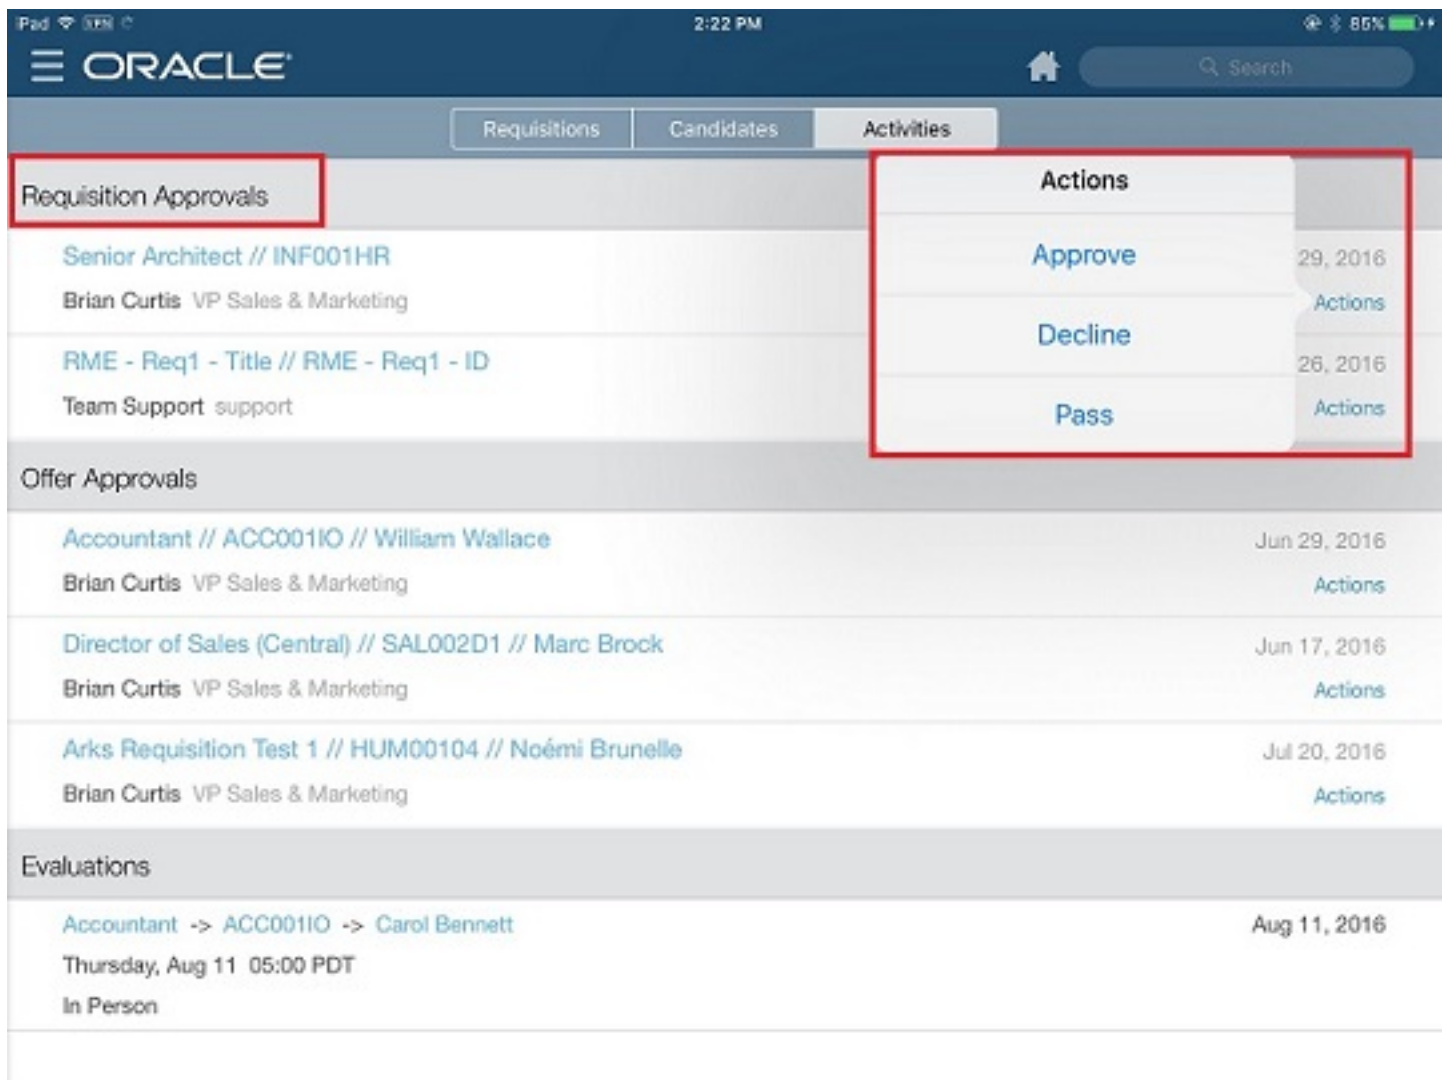 iPad VPN 2:22 PM 85%
ORACLE Search
Requisitions Candidates Activities
Requisition Approvals
Actions
Approve
Decline
Pass
Senior Architect // INF001HR 29, 2016
Brian Curtis VP Sales & Marketing Actions
RME - Req1 - Title // RME - Req1 - ID 26, 2016
Team Support support Actions
Offer Approvals
Accountant // ACC001IO // William Wallace Jun 29, 2016
Brian Curtis VP Sales & Marketing Actions
Director of Sales (Central) // SAL002D1 // Marc Brock Jun 17, 2016
Brian Curtis VP Sales & Marketing Actions
Arks Requisition Test 1 // HUM00104 // Noémi Brunelle Jul 20, 2016
Brian Curtis VP Sales & Marketing Actions
Evaluations
Accountant -> ACC001IO -> Carol Bennett Aug 11, 2016
Thursday, Aug 11 05:00 PDT
In Person